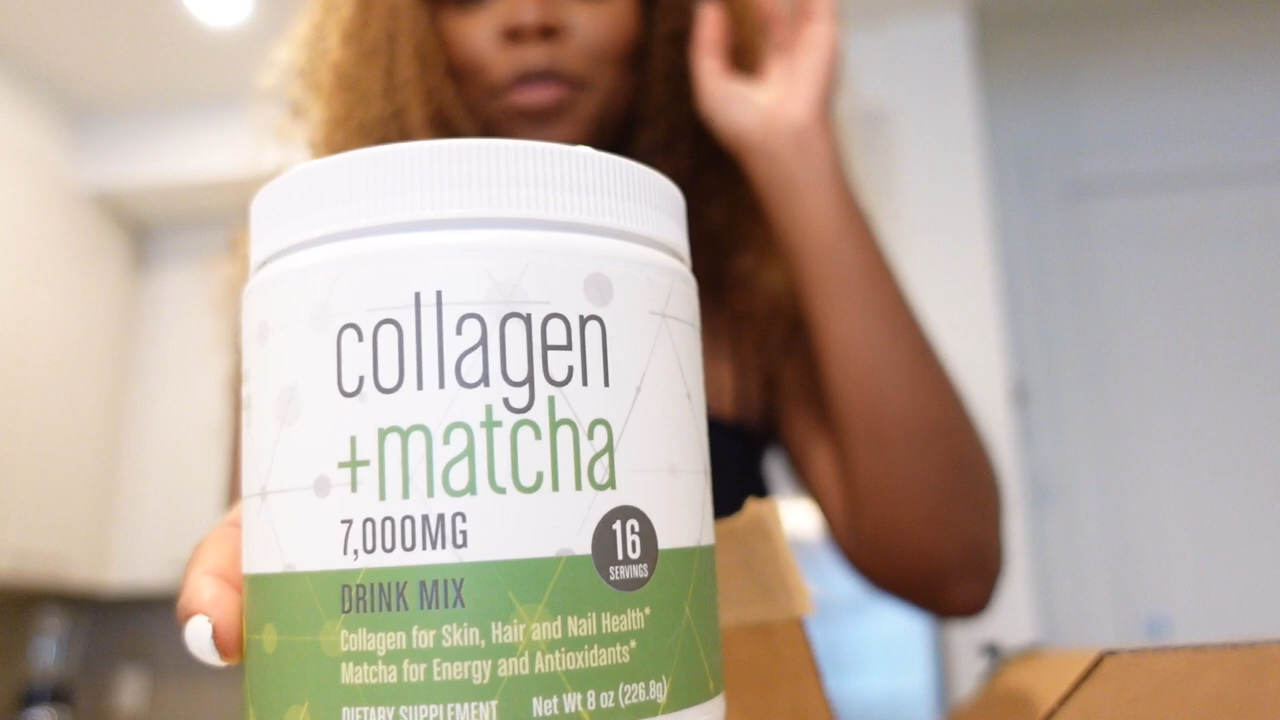 collagen
+matcha
7,000MG
16
SERVINGS
DRINK MIX
Collagen for Skin, Hair and Nail Health*
Matcha for Energy and Antioxidants*
DIETARY SUPPLEMENT Net Wt 8 oz (226.8g)